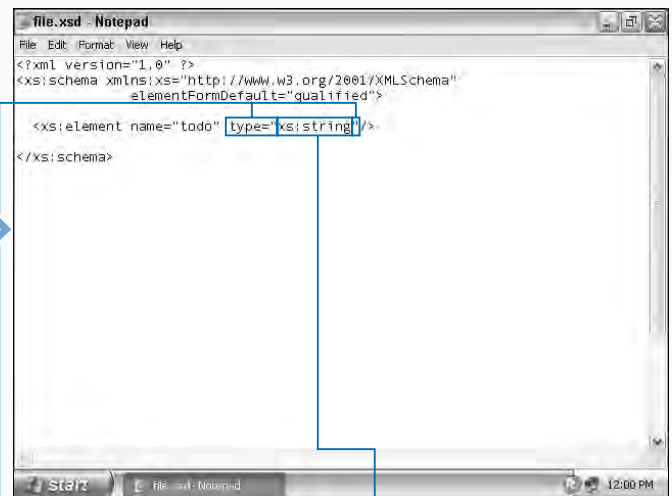 file.xsd - Notepad
File Edit Format View Help
<?xml version="1.0" ?>
<xs:schema xmlns:xs="http://www.w3.org/2001/XMLSchema"
elementFormDefault="qualified">
<xs:element name="todo" type="xs:string"/>
</xs:schema>
start
file.xsd - Notepad
12:00 PM